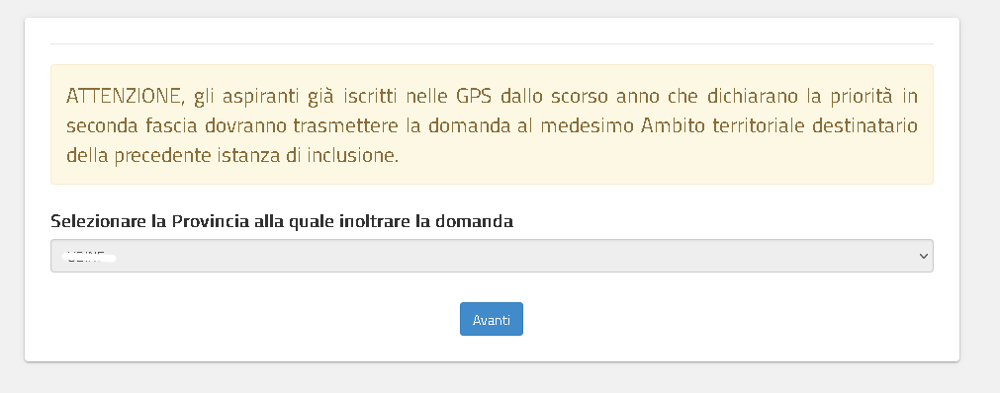 ATTENZIONE, gli aspiranti già iscritti nelle GPS dallo scorso anno che dichiarano la priorità in
seconda fascia dovranno trasmettere la domanda al medesimo Ambito territoriale destinatario
della precedente istanza di inclusione.
Selezionare la Provincia alla quale inoltrare la domanda
Avanti